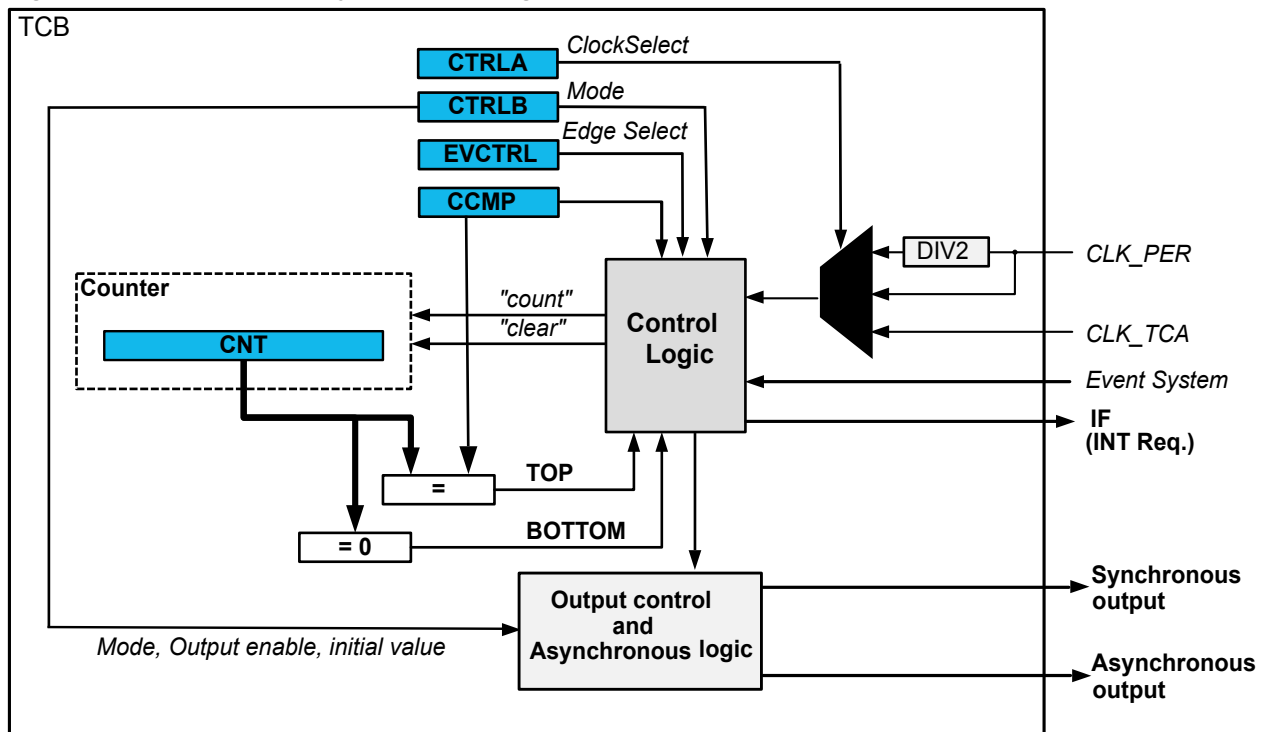 TCB
ClockSelect
CTRLA
Mode
CTRLB
Edge Select
EVCTRL
CCMP
DIV2
CLK_PER
Counter
"count"
"clear"
Control
Logic
CNT
CLK_TCA
Event System
IF
(INT Req.)
TOP
=
BOTTOM
= 0
Output control
and
Asynchronous logic
Synchronous
output
Mode, Output enable, initial value
Asynchronous
output